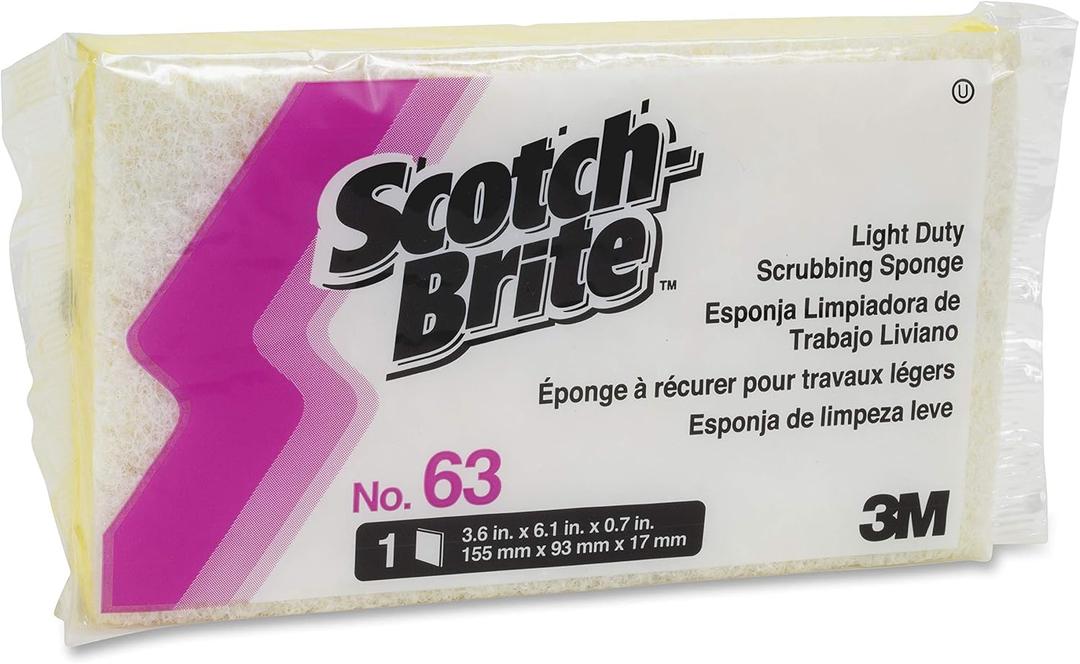 U
Scotch-
Brite™
Light Duty
Scrubbing Sponge
Esponja Limpiadora de
Trabajo Liviano
Éponge à récurer pour travaux légers
Esponja de limpeza leve
No. 63
1
3.6 in. x 6.1 in. x 0.7 in.
155 mm x 93 mm x 17 mm
3M